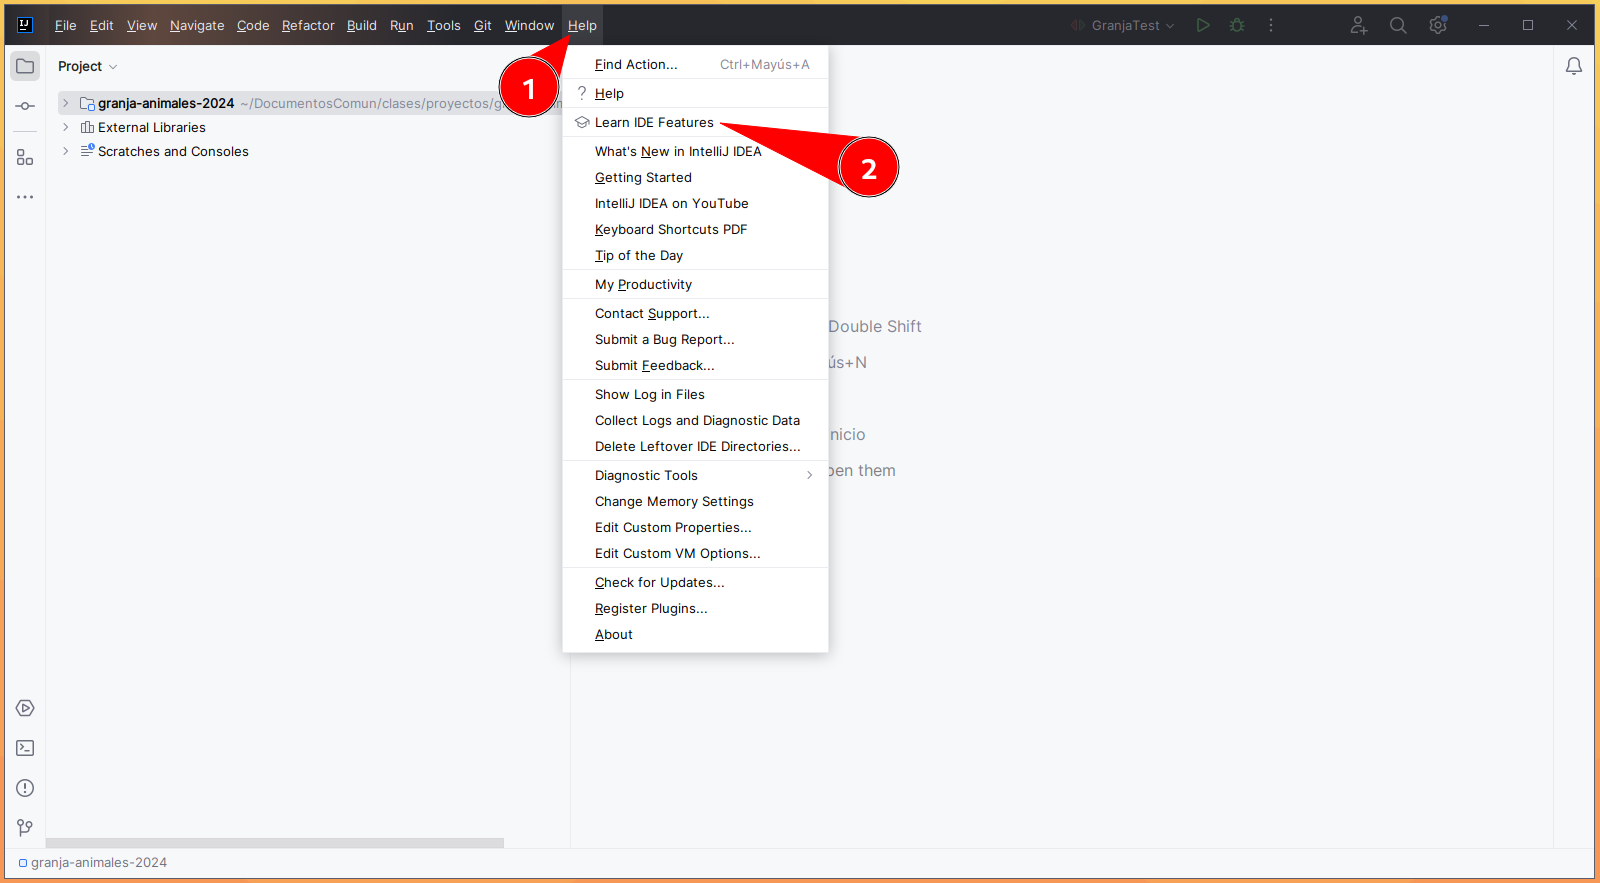 IJ
File Edit View Navigate Code Refactor Build Run Tools Git Window Help
GranjaTest
Project
granja-animales-2024 ~/DocumentosComun/clases/proyectos/g
External Libraries
Scratches and Consoles
1
Find Action... Ctrl+Mayús+A
? Help
Learn IDE Features
2
What's New in IntelliJ IDEA
Getting Started
IntelliJ IDEA on YouTube
Keyboard Shortcuts PDF
Tip of the Day
My Productivity
Contact Support...
Submit a Bug Report...
Submit Feedback...
Show Log in Files
Collect Logs and Diagnostic Data
Delete Leftover IDE Directories...
Diagnostic Tools
Change Memory Settings
Edit Custom Properties...
Edit Custom VM Options...
Check for Updates...
Register Plugins...
About
Double Shift
ús+N
nicio
pen them
granja-animales-2024